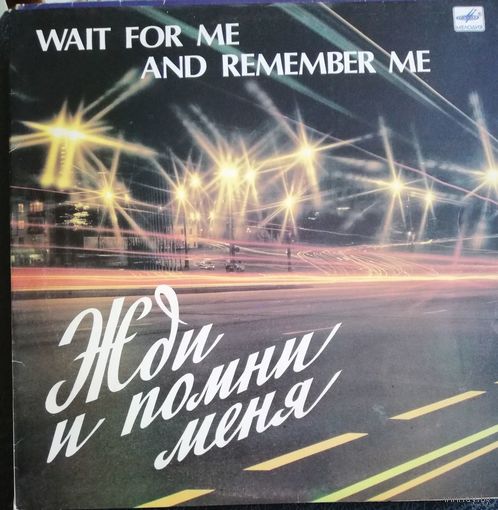 WAIT FOR ME
AND REMEMBER ME
МЕЛОДИЯ
Жди
и помни
меня